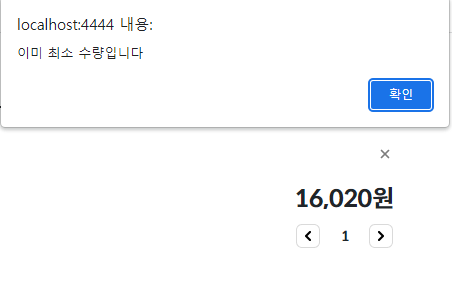 localhost:4444 내용:
이미 최소 수량입니다
확인
×
16,020원
< 1 >